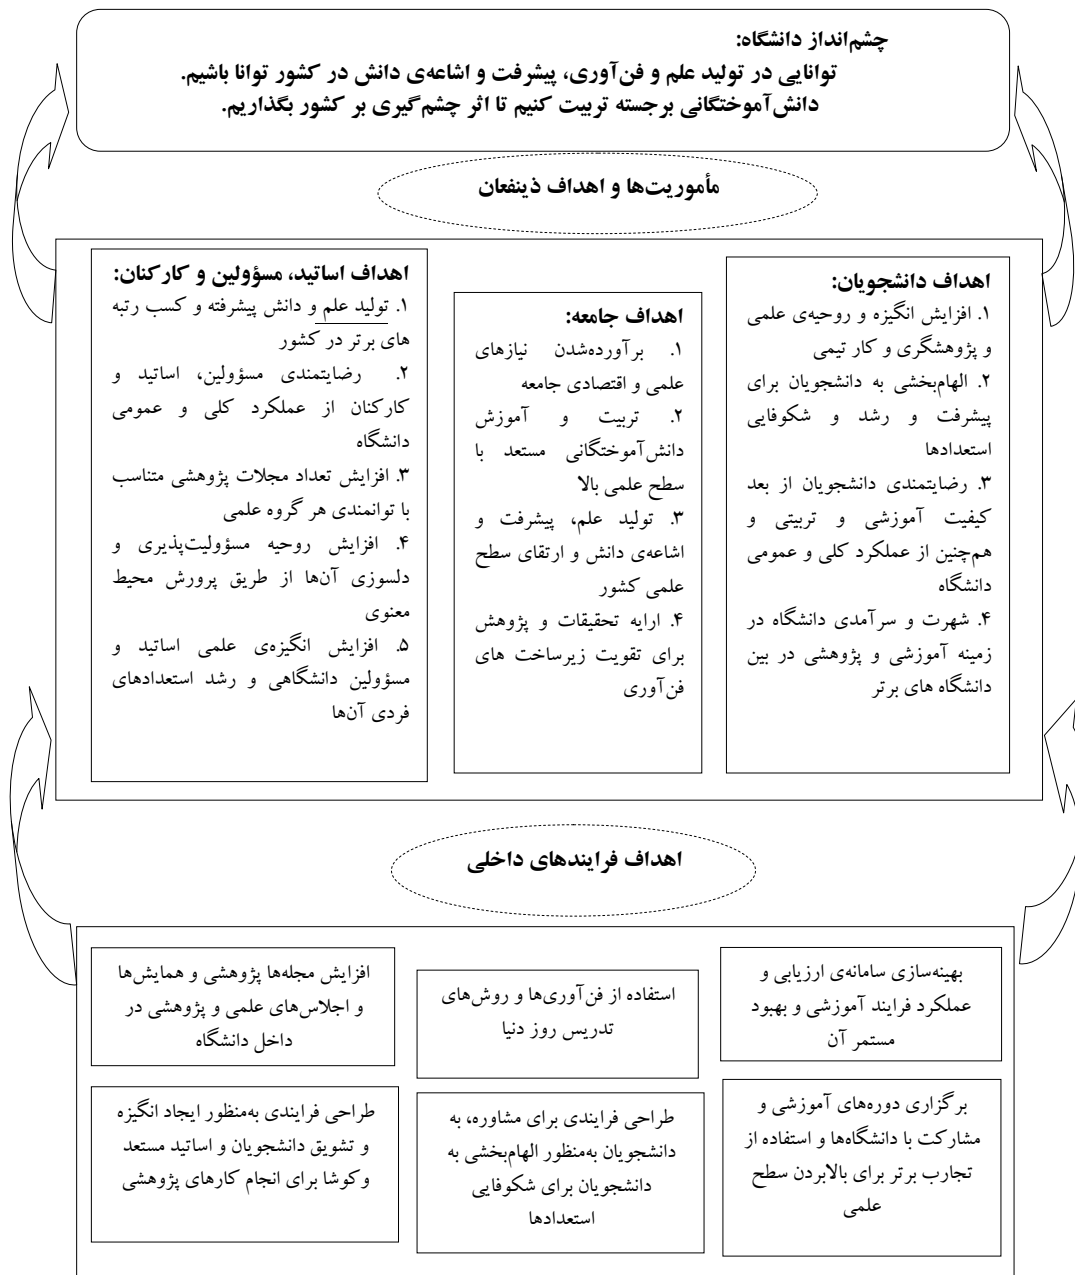 چشم‌انداز دانشگاه:
توانایی در تولید علم و فن‌آوری، پیشرفت و اشاعه‌ی دانش در کشور توانا باشیم.
دانش‌آموختگانی برجسته تربیت کنیم تا اثر چشم‌گیری بر کشور بگذاریم.
مأموریت‌ها و اهداف ذینفعان
اهداف دانشجویان:
۱. افزایش انگیزه و روحیه‌ی علمی
و پژوهشگری و کار تیمی
۲. الهام‌بخشی به دانشجویان برای
پیشرفت و رشد و شکوفایی
استعدادها
۳. رضایتمندی دانشجویان از بعد
کیفیت آموزشی و تربیتی و
هم‌چنین از عملکرد کلی و عمومی
دانشگاه
۴. شهرت و سرآمدی دانشگاه در
زمینه آموزشی و پژوهشی در بین
دانشگاه های برتر
اهداف جامعه:
۱. برآورده‌شدن نیازهای
علمی و اقتصادی جامعه
۲. تربیت و آموزش
دانش‌آموختگانی مستعد با
سطح علمی بالا
۳. تولید علم، پیشرفت و
اشاعه‌ی دانش و ارتقای سطح
علمی کشور
۴. ارایه تحقیقات و پژوهش
برای تقویت زیرساخت های
فن‌آوری
اهداف اساتید، مسؤولین و کارکنان:
۱. تولید علم و دانش پیشرفته و کسب رتبه
های برتر در کشور
۲. رضایتمندی مسؤولین، اساتید و
کارکنان از عملکرد کلی و عمومی
دانشگاه
۳. افزایش تعداد مجلات پژوهشی متناسب
با توانمندی هر گروه علمی
۴. افزایش روحیه مسؤولیت‌پذیری و
دلسوزی آن‌ها از طریق پرورش محیط
معنوی
۵. افزایش انگیزه‌ی علمی اساتید و
مسؤولین دانشگاهی و رشد استعدادهای
فردی آن‌ها
اهداف فرایندهای داخلی
بهینه‌سازی سامانه‌ی ارزیابی و
عملکرد فرایند آموزشی و بهبود
مستمر آن
استفاده از فن‌آوری‌ها و روش‌های
تدریس روز دنیا
افزایش مجله‌ها پژوهشی و همایش‌ها
و اجلاس‌های علمی و پژوهشی در
داخل دانشگاه
برگزاری دوره‌های آموزشی و
مشارکت با دانشگاه‌ها و استفاده از
تجارب برتر برای بالابردن سطح
علمی
طراحی فرایندی برای مشاوره، به
دانشجویان به‌منظور الهام‌بخشی به
دانشجویان برای شکوفایی
استعدادها
طراحی فرایندی به‌منظور ایجاد انگیزه
و تشویق دانشجویان و اساتید مستعد
وکوشا برای انجام کارهای پژوهشی